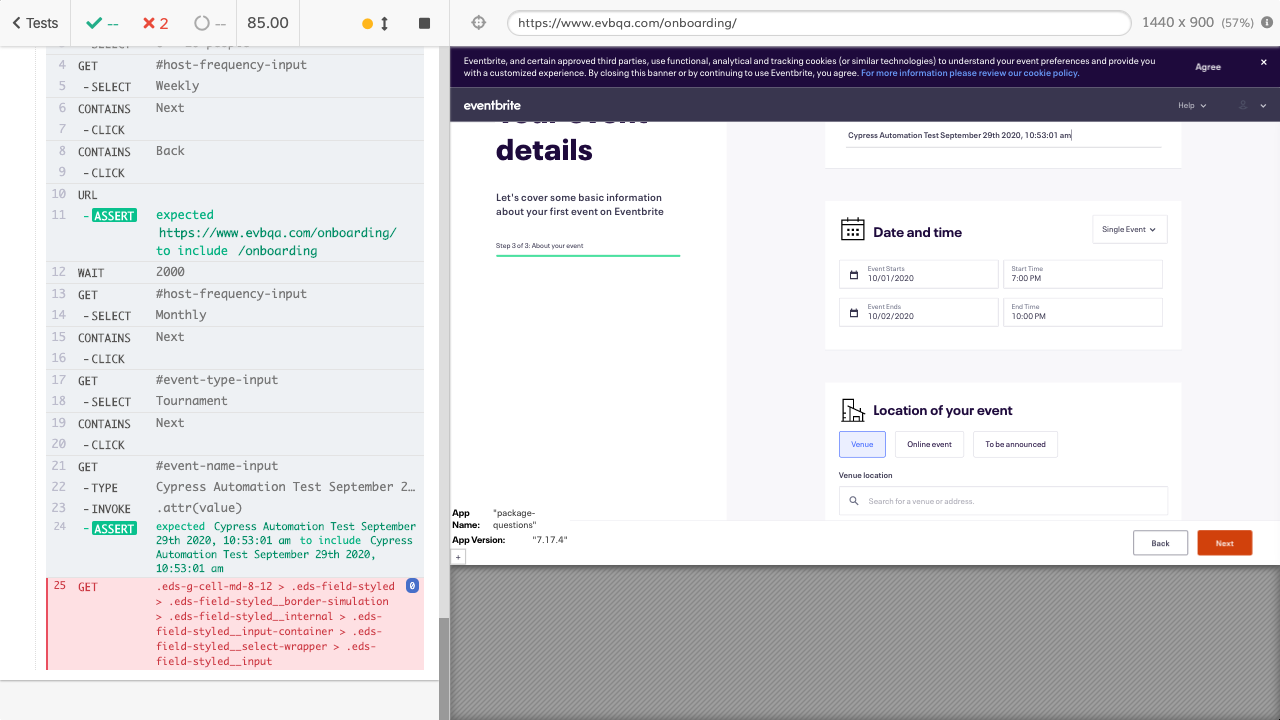 Tests
--
2
--
85.00
https://www.evbqa.com/onboarding/
1440 x 900 (57%)
4 GET #host-frequency-input
5 -SELECT Weekly
6 CONTAINS Next
7 -CLICK
8 CONTAINS Back
9 -CLICK
10 URL
11 -ASSERT expected
https://www.evbqa.com/onboarding/
to include /onboarding
12 WAIT 2000
13 GET #host-frequency-input
14 -SELECT Monthly
15 CONTAINS Next
16 -CLICK
17 GET #event-type-input
18 -SELECT Tournament
19 CONTAINS Next
20 -CLICK
21 GET #event-name-input
22 -TYPE Cypress Automation Test September 2…
23 -INVOKE .attr(value)
24 -ASSERT expected Cypress Automation Test September
29th 2020, 10:53:01 am to include Cypress
Automation Test September 29th 2020,
10:53:01 am
25 GET .eds-g-cell-md-8-12 > .eds-field-styled 0
> .eds-field-styled__border-simulation
> .eds-field-styled__internal > .eds-
field-styled__input-container > .eds-
field-styled__select-wrapper > .eds-
field-styled__input
Eventbrite, and certain approved third parties, use functional, analytical and tracking cookies (or similar technologies) to understand your event preferences and provide you
with a customized experience. By closing this banner or by continuing to use Eventbrite, you agree. For more information please review our cookie policy.
Agree
eventbrite
Help
Your event
details
Let's cover some basic information
about your first event on Eventbrite
Step 3 of 3: About your event
Cypress Automation Test September 29th 2020, 10:53:01 am
Date and time
Single Event
Event Starts
10/01/2020
Start Time
7:00 PM
Event Ends
10/02/2020
End Time
10:00 PM
Location of your event
Venue
Online event
To be announced
Venue location
Search for a venue or address.
App
Name:
"package-
questions"
App Version: "7.17.4"
+
Back
Next